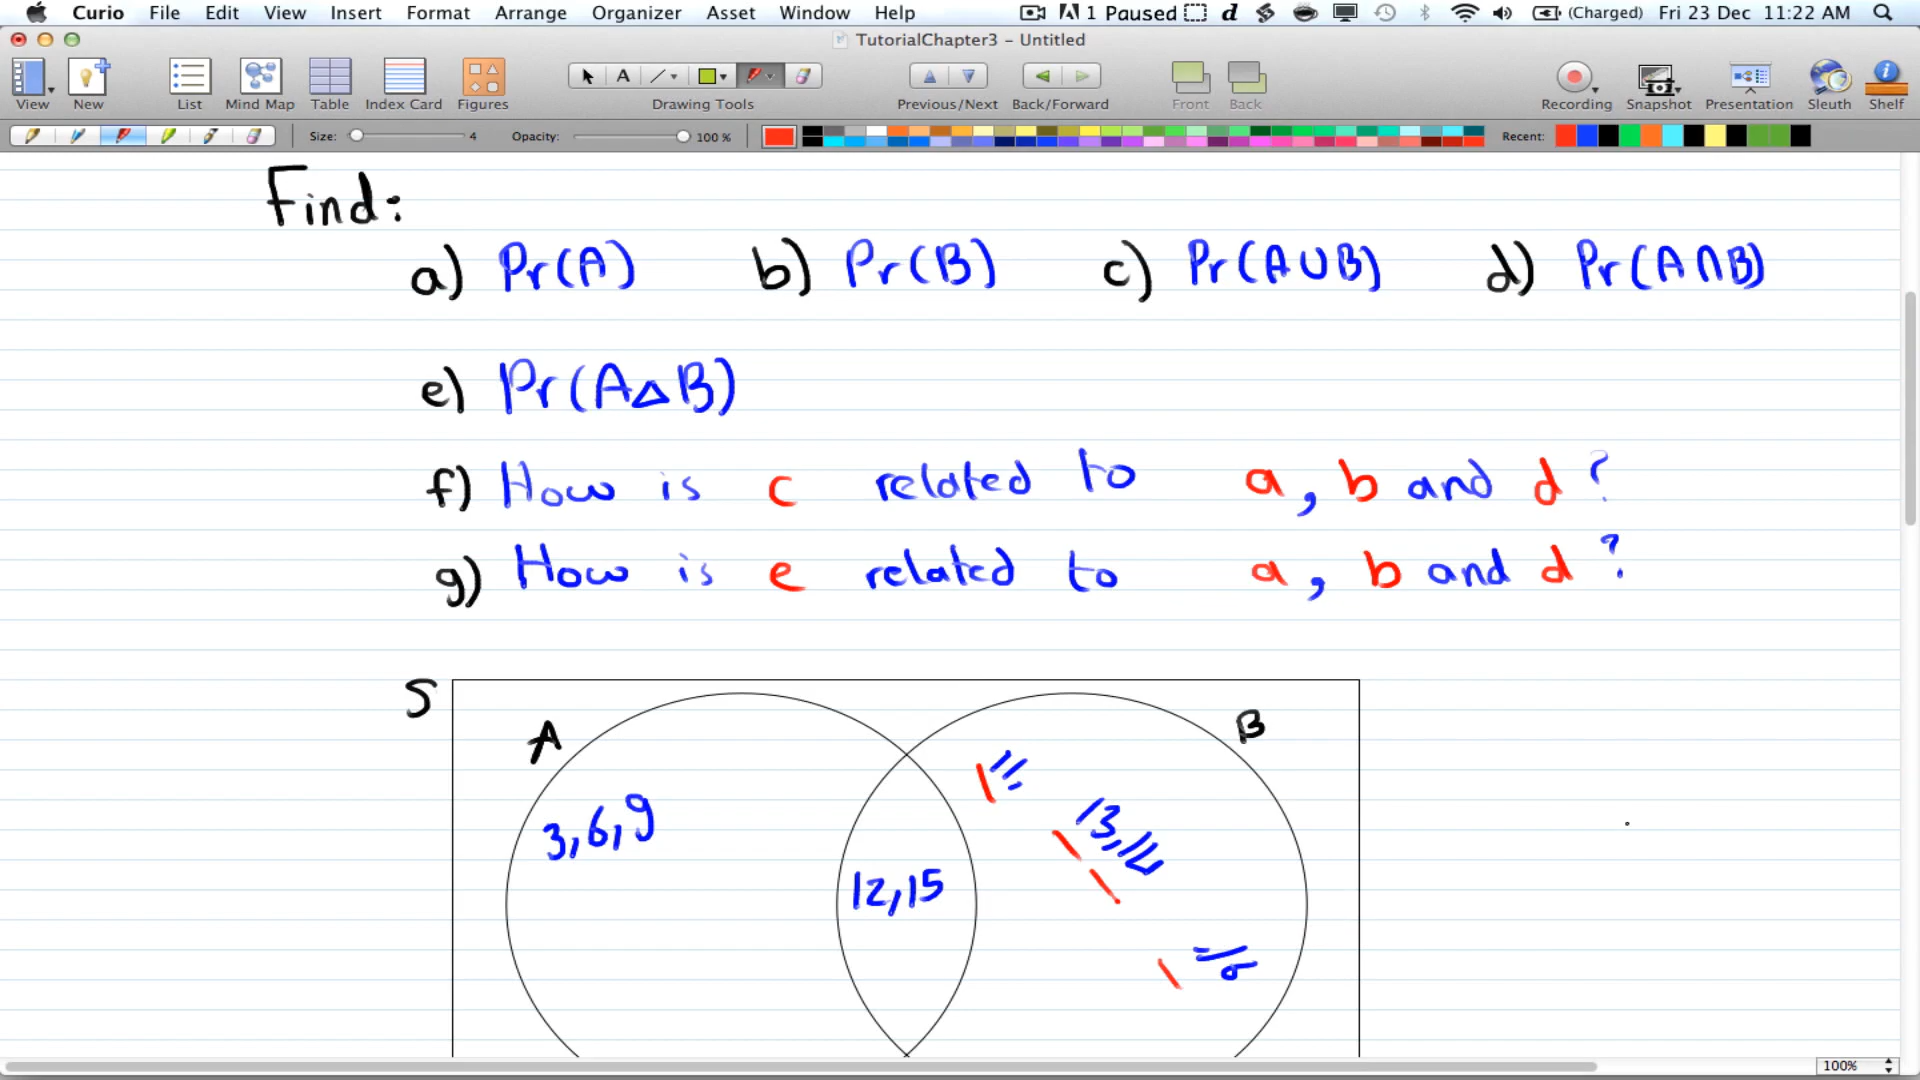 Curio File Edit View Insert Format Arrange Organizer Asset Window Help 1 Paused d (Charged) Fri 23 Dec 11:22 AM
TutorialChapter3 – Untitled
A
View New List Mind Map Table Index Card Figures Drawing Tools Previous/Next Back/Forward Front Back Recording Snapshot Presentation Sleuth Shelf
Size: 4 Opacity: 100 % Recent:
Find:
a) Pr(A) b) Pr(B) c) Pr(A∪B) d) Pr(A∩B)
e) Pr(A△B)
f) How is c related to a, b and d?
g) How is e related to a, b and d?
S
A B
11,
3,6,9 13,14
12,15
16
100%